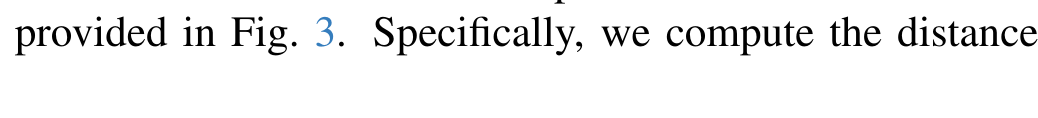 provided in Fig. 3. Specifically, we compute the distance